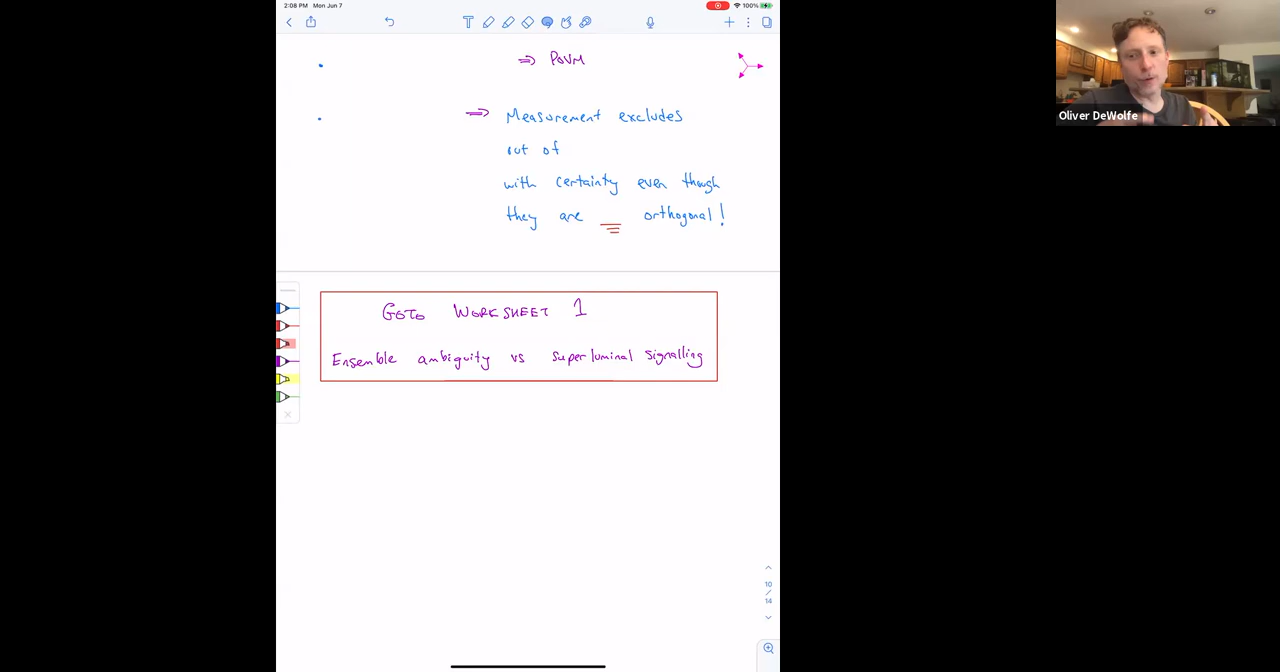 2:08 PM Mon Jun 7
100%
T
⇒ POVM
⇒ Measurement excludes
out of
with certainty even though
they are orthogonal!
GOTO WORKSHEET 1
Ensemble ambiguity vs Superluminal Signalling
10
/
14
Oliver DeWolfe